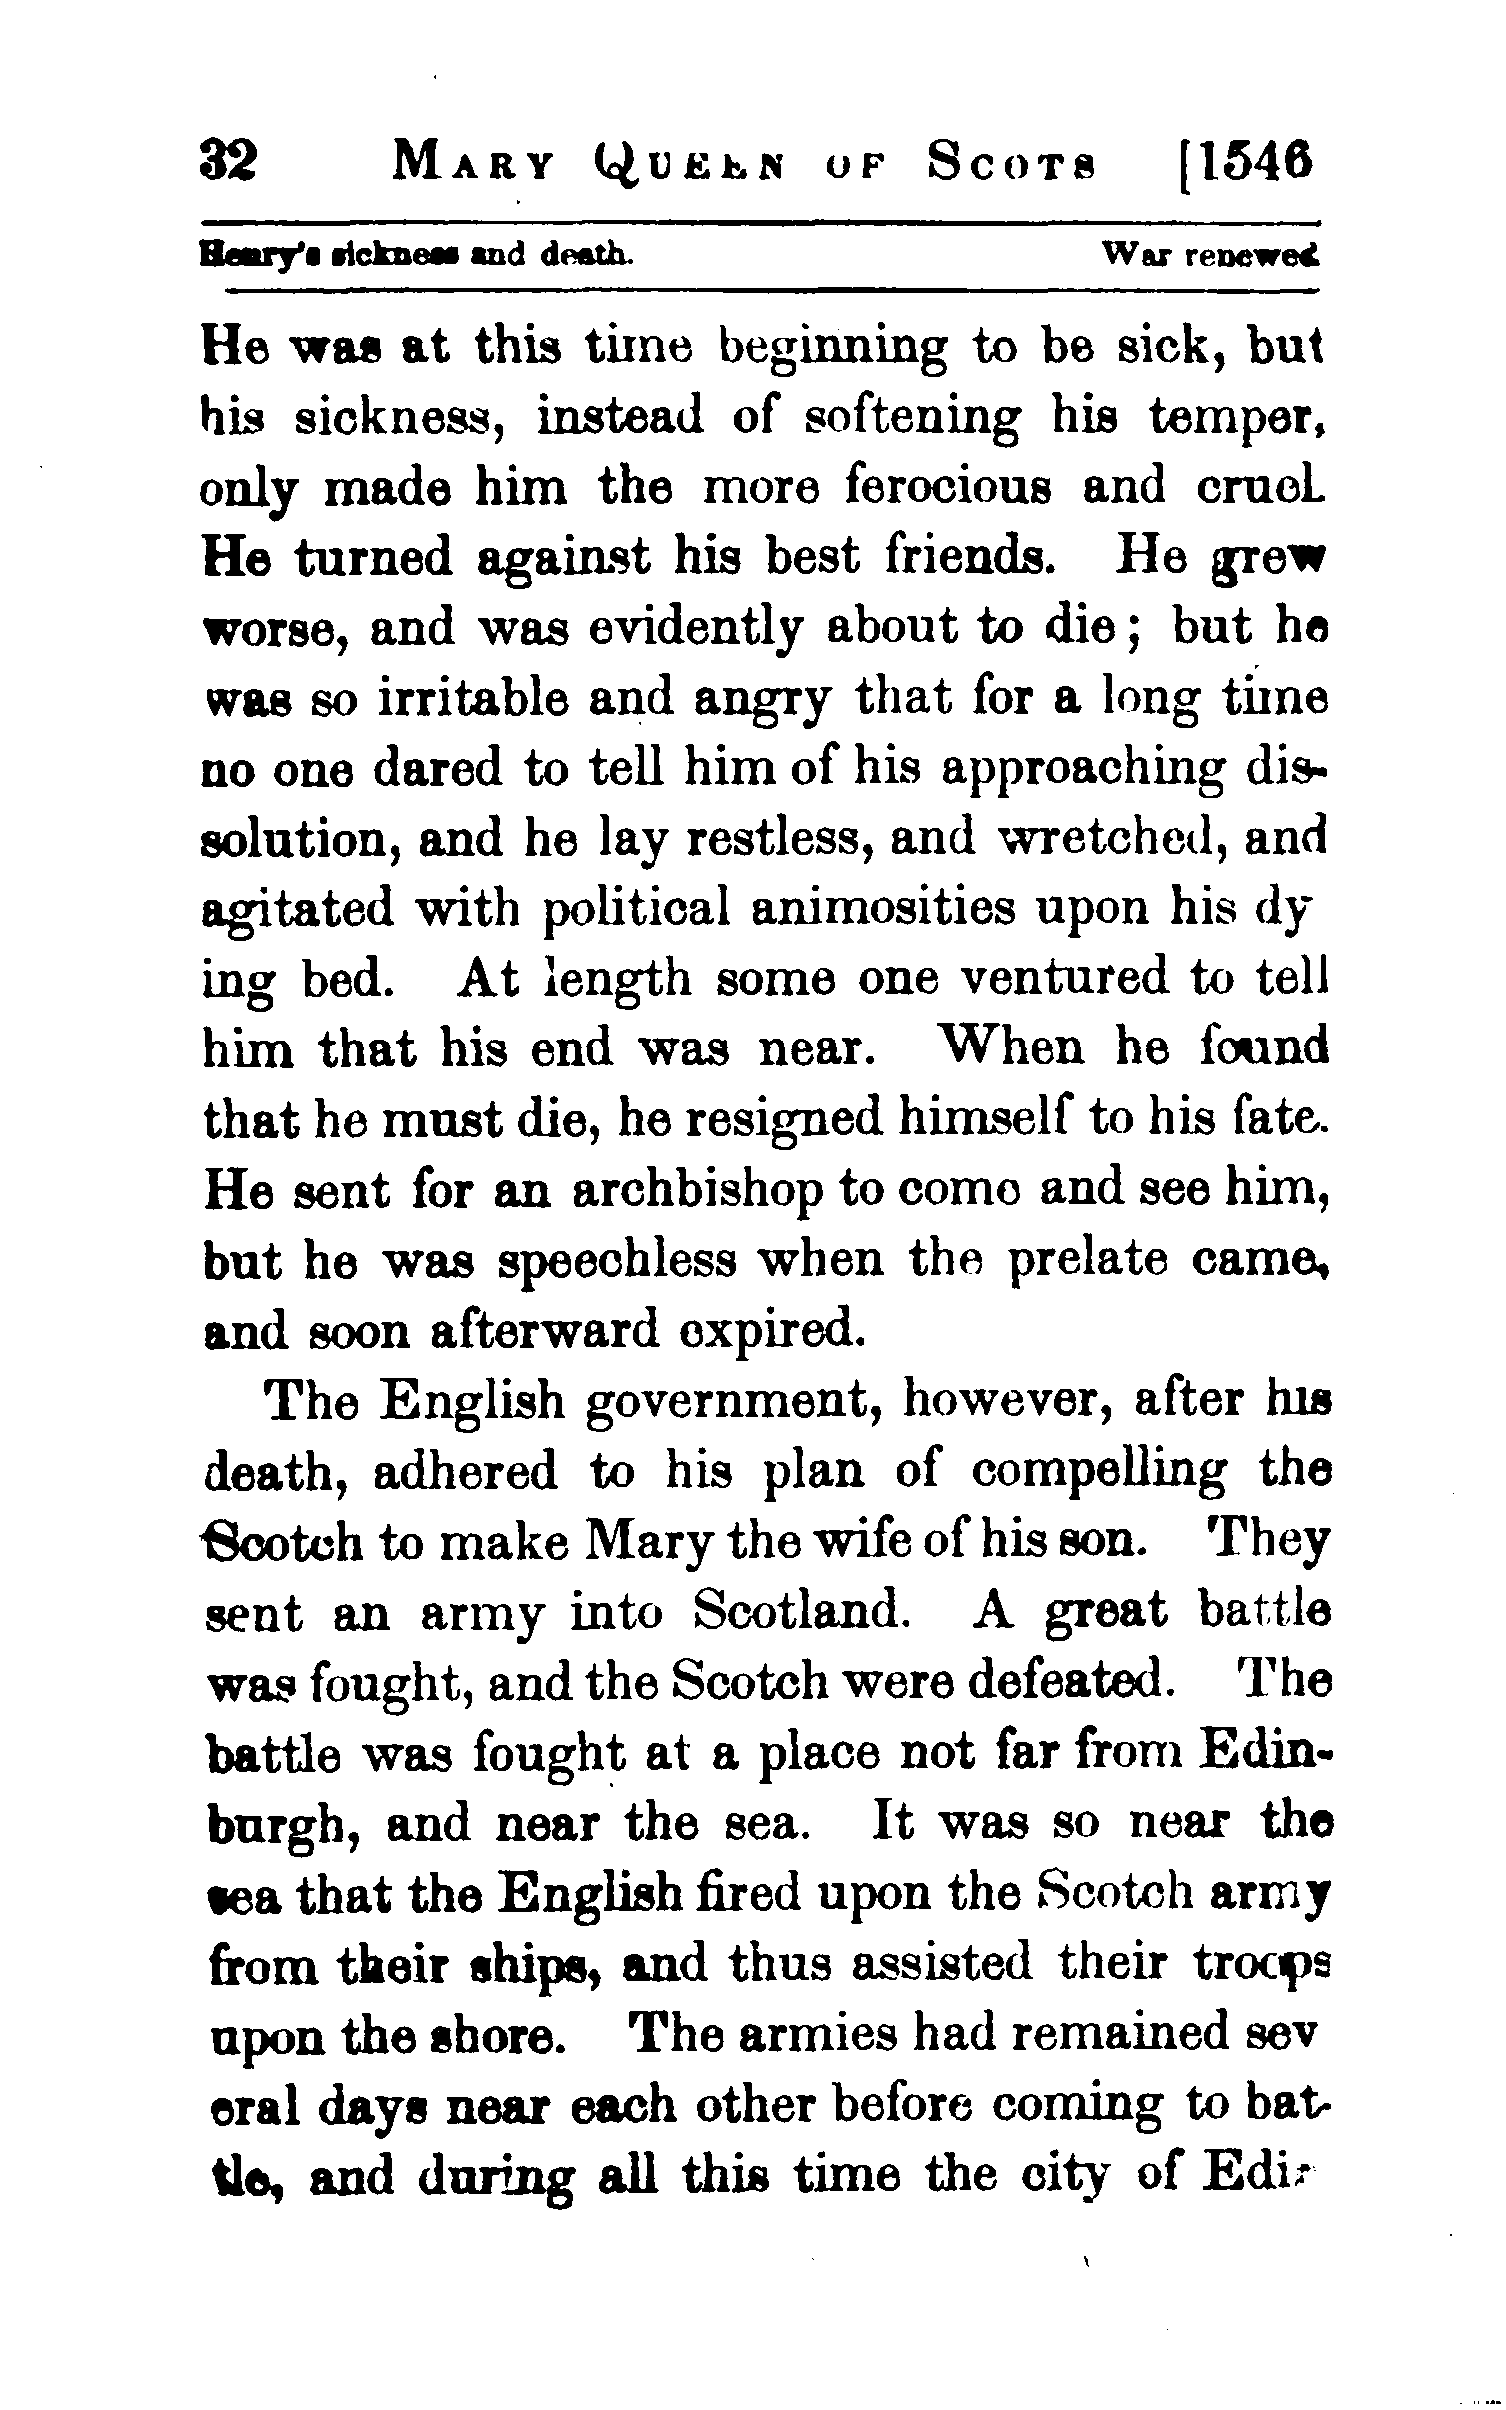 32 MARY QUEEN OF SCOTS [1546
Henry's sickness and death. War renewed
He was at this time beginning to be sick, but
his sickness, instead of softening his temper,
only made him the more ferocious and cruel.
He turned against his best friends. He grew
worse, and was evidently about to die; but he
was so irritable and angry that for a long time
no one dared to tell him of his approaching dis-
solution, and he lay restless, and wretched, and
agitated with political animosities upon his dy
ing bed. At length some one ventured to tell
him that his end was near. When he found
that he must die, he resigned himself to his fate.
He sent for an archbishop to come and see him,
but he was speechless when the prelate came,
and soon afterward expired.
The English government, however, after his
death, adhered to his plan of compelling the
Scotch to make Mary the wife of his son. They
sent an army into Scotland. A great battle
was fought, and the Scotch were defeated. The
battle was fought at a place not far from Edin-
burgh, and near the sea. It was so near the
sea that the English fired upon the Scotch army
from their ships, and thus assisted their troops
upon the shore. The armies had remained sev
eral days near each other before coming to bat-
tle, and during all this time the city of Edin-